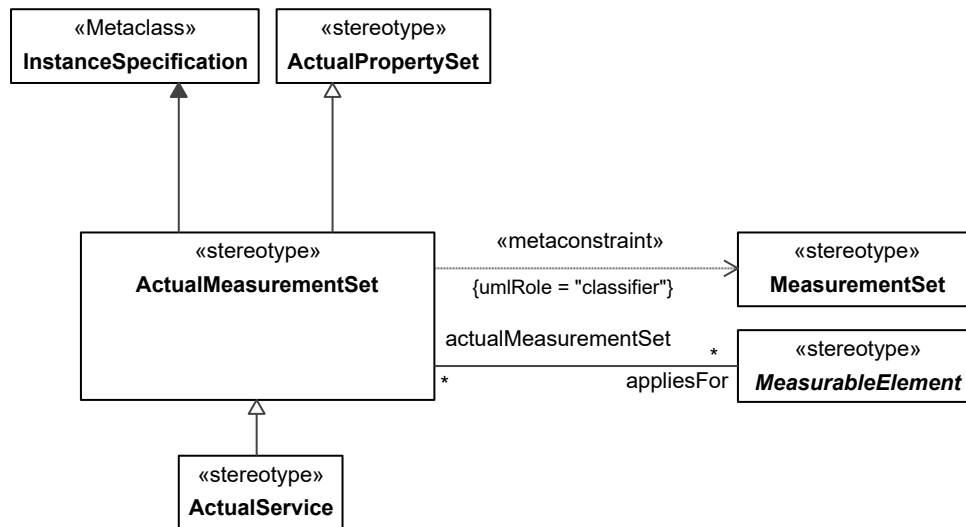 «Metaclass»
InstanceSpecification
«stereotype»
ActualPropertySet
«stereotype»
ActualMeasurementSet
«metaconstraint»
{umlRole = "classifier"}
«stereotype»
MeasurementSet
actualMeasurementSet
*
*
appliesFor
«stereotype»
MeasurableElement
«stereotype»
ActualService